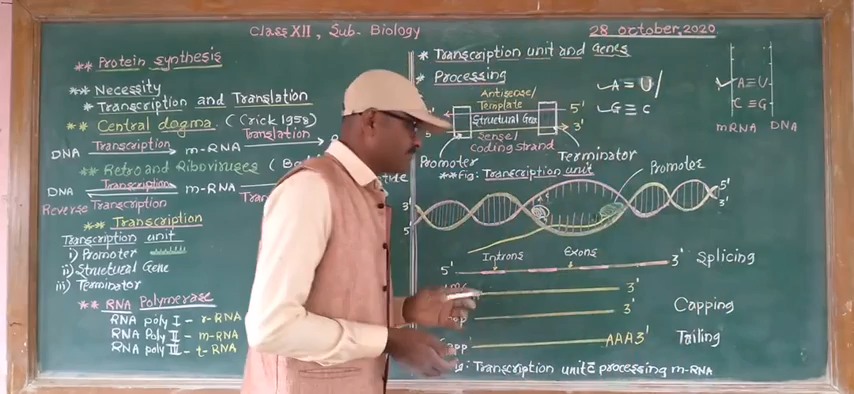 Class XII, Sub- Biology
28 october, 2020
** Protein synthesis
** Necessity
* Transcription and Translation
** Central dogma. (Crick 1958)
DNA Transcription m-RNA Translation
** Retro and Riboviruses
DNA Transcription m-RNA
Reverse Transcription
** Transcription
Transcription unit
i) Promoter
ii) Structural Gene
iii) Terminator
** RNA Polymerase
RNA poly I - r-RNA
RNA poly II - m-RNA
RNA poly III - t-RNA
* Transcription unit and Genes
* Processing
Antisense/
Template
5'
Structural Gene
3'
Sense/
Coding strand
Promoter
Terminator
**Fig: Transcription unit
A ≡ U
G ≡ C
A ≡ U
C ≡ G
mRNA DNA
Promoter
3' 5'
5' 3'
Introns Exons
5' 3' Splicing
3'
3' Capping
AAA3' Tailing
Transcription unit c̄ processing m-RNA